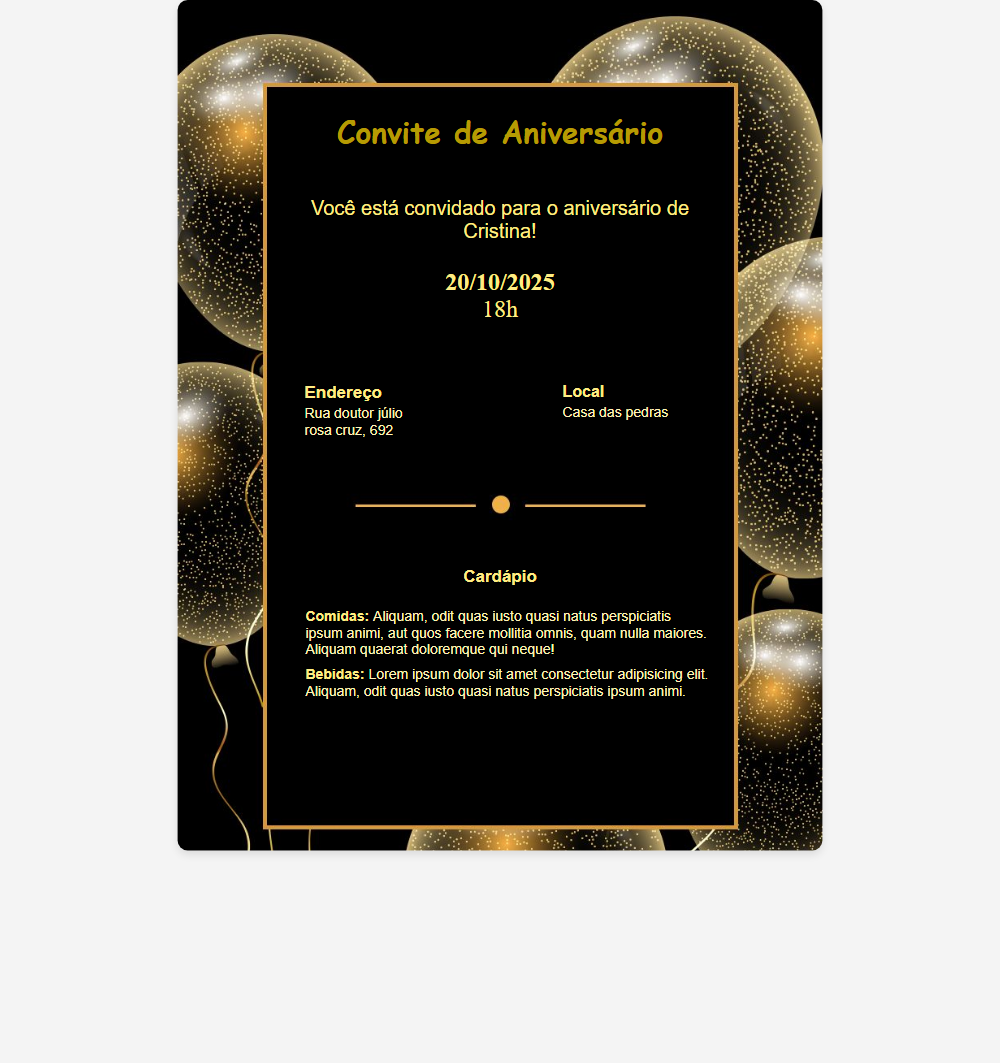 Convite de Aniversário
Você está convidado para o aniversário de
Cristina!
20/10/2025
18h
Endereço
Rua doutor júlio
rosa cruz, 692
Local
Casa das pedras
Cardápio
Comidas: Aliquam, odit quas iusto quasi natus perspiciatis
ipsum animi, aut quos facere mollitia omnis, quam nulla maiores.
Aliquam quaerat doloremque qui neque!
Bebidas: Lorem ipsum dolor sit amet consectetur adipisicing elit.
Aliquam, odit quas iusto quasi natus perspiciatis ipsum animi.